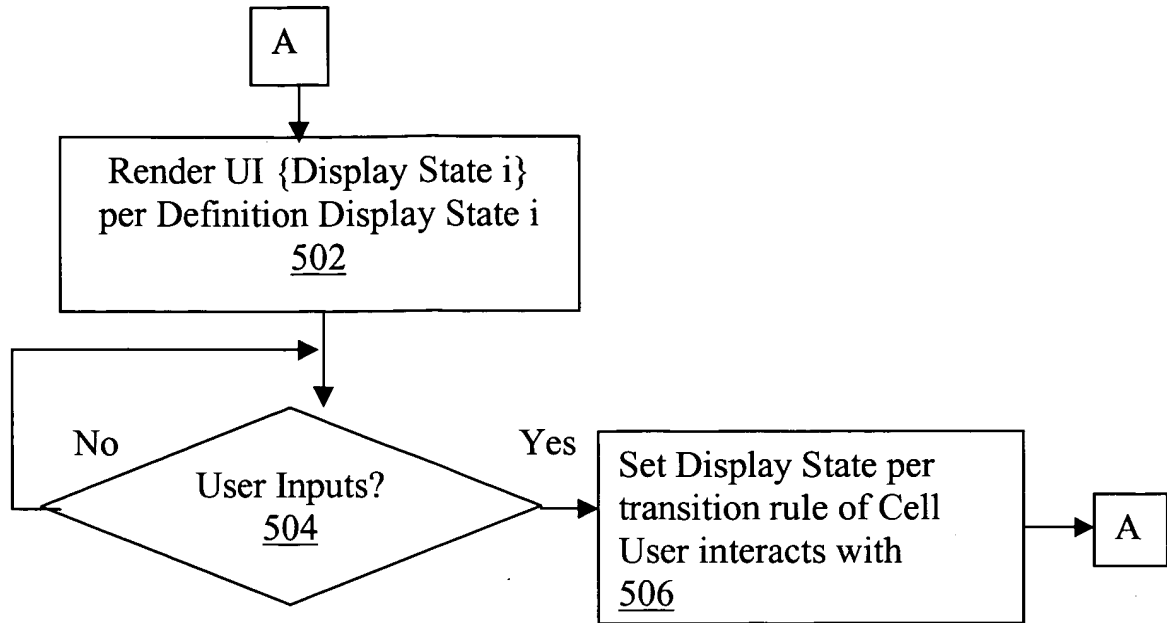 A
Render UI {Display State i}
per Definition Display State i
502
No
Yes
User Inputs?
504
Set Display State per
transition rule of Cell
User interacts with
506
A